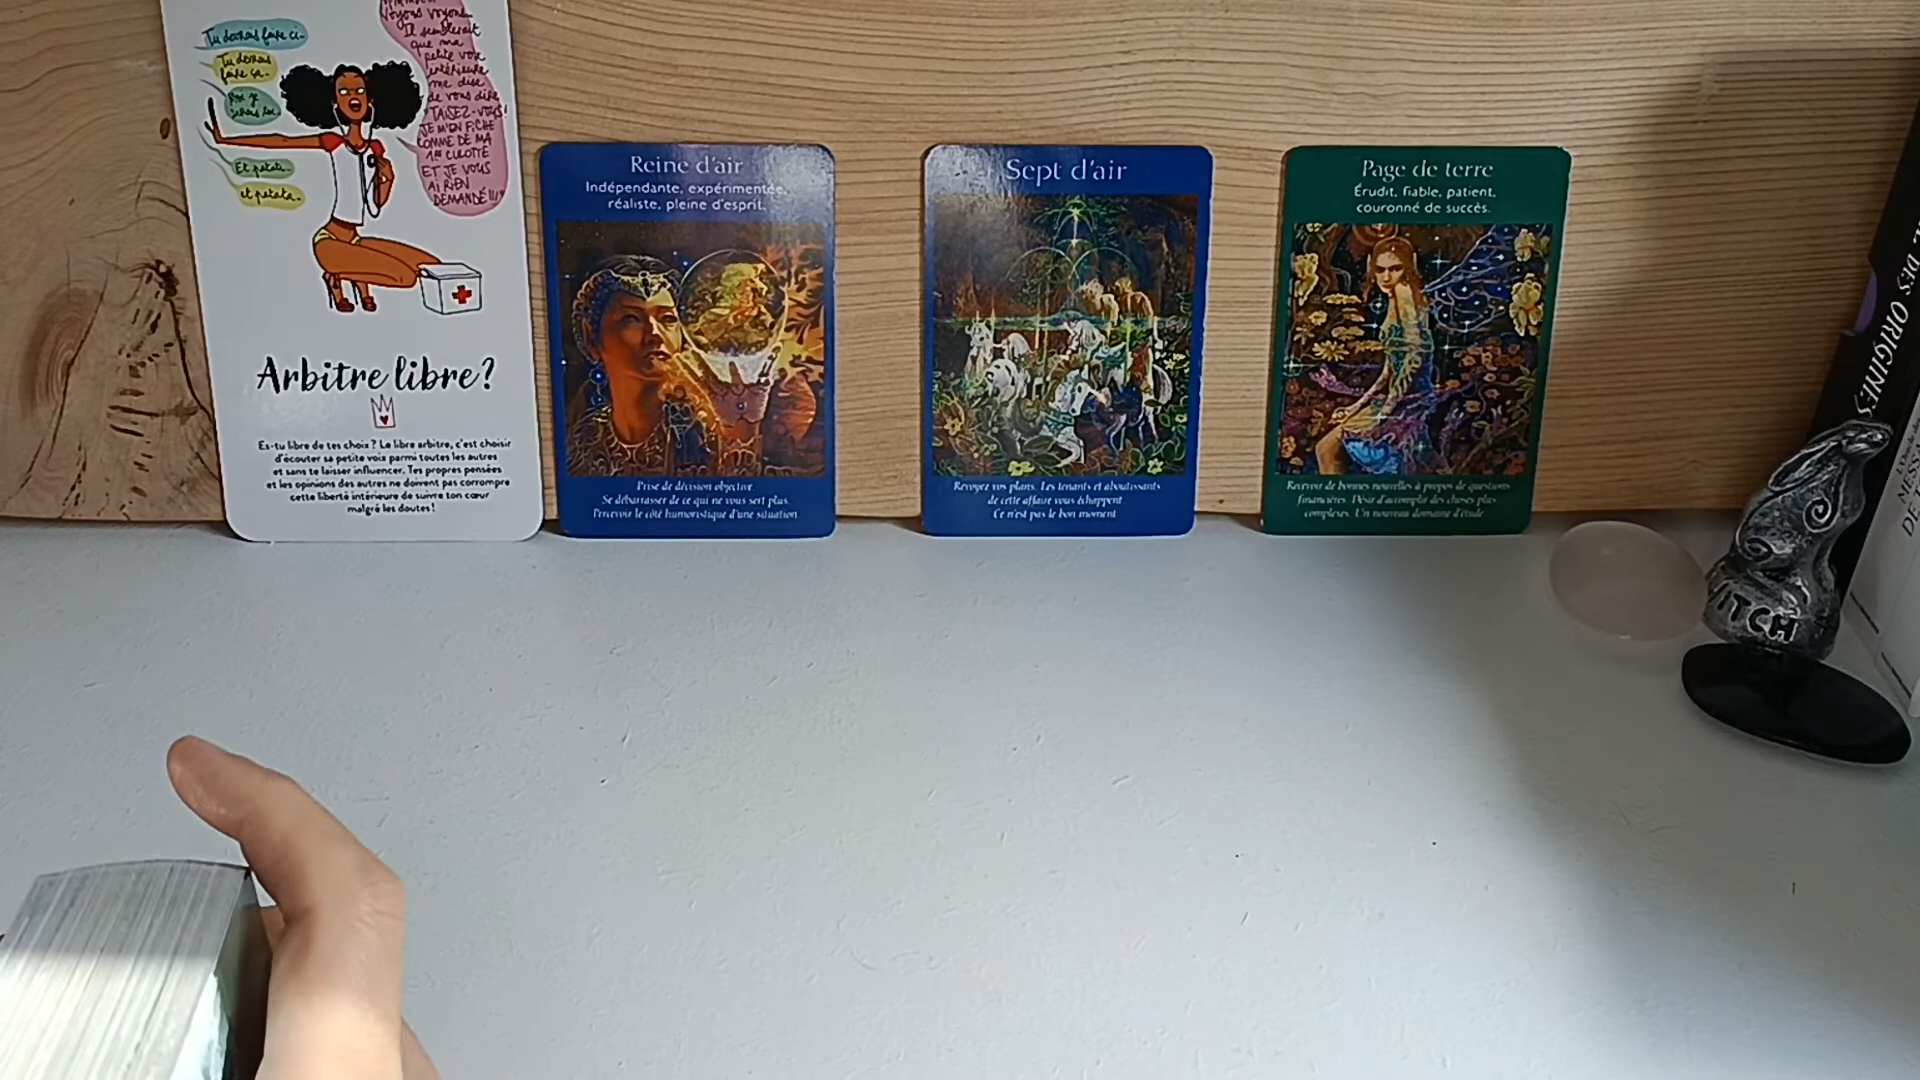 Tu devrais faire ci..
Tu devrais
faire ça..
Et patati..
et patata..
Voyons voyons..
Il semblerait
que ma
petite voix
intérieure
me dise
de vous dire
"TAISEZ-VOUS!
JE M'EN FICHE
COMME DE MA
1ère CULOTTE
ET JE VOUS
AI RIEN
DEMANDÉ !!!"
Arbitre libre?
Es-tu libre de tes choix ? Le libre arbitre, c'est choisir
d'écouter sa petite voix parmi toutes les autres
et sans te laisser influencer. Tes propres pensées
et les opinions des autres ne doivent pas corrompre
cette liberté intérieure de suivre ton cœur
malgré les doutes !
Reine d'air
Indépendante, expérimentée,
réaliste, pleine d'esprit.
Prise de décision objective.
Se débarrasser de ce qui ne vous sert plus.
Percevoir le côté humoristique d'une situation.
Sept d'air
Revoyez vos plans. Les tenants et aboutissants
de cette affaire vous échappent.
Ce n'est pas le bon moment.
Page de terre
Érudit, fiable, patient,
couronné de succès.
Recevoir de bonnes nouvelles à propos de questions
financières. Désir d'accomplir des choses plus
complexes. Un nouveau domaine d'étude.
DES ORIGINES
WITCH